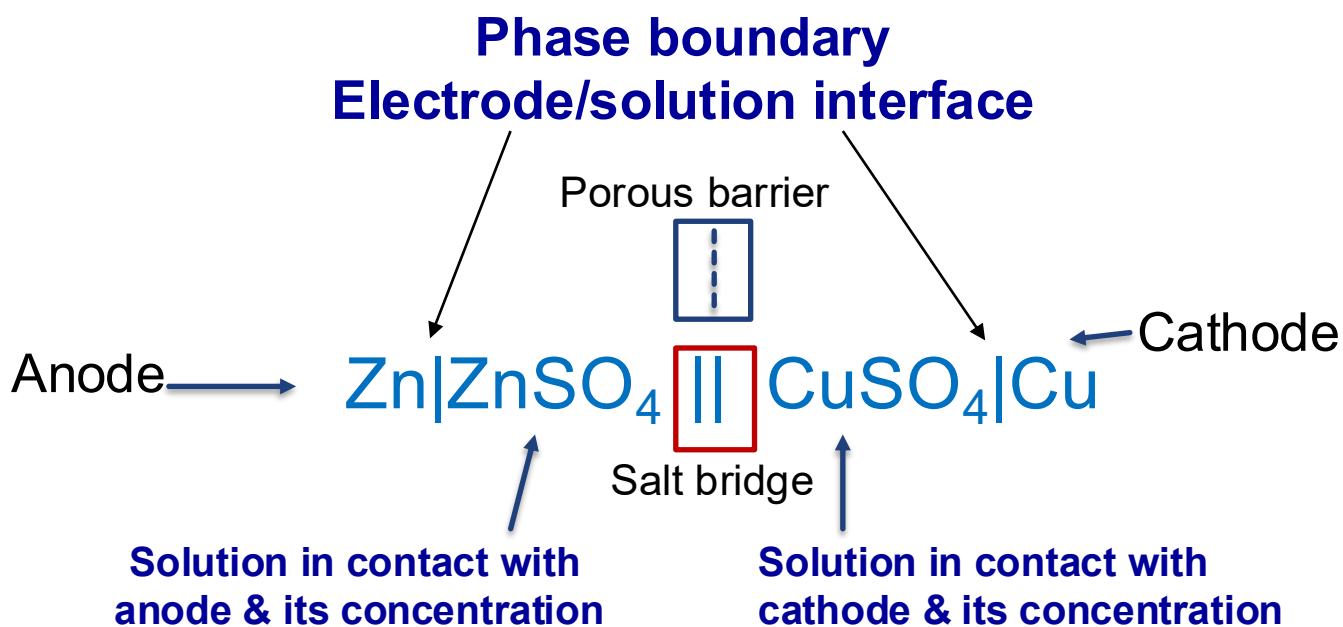 Phase boundary
Electrode/solution interface
Porous barrier
Cathode
Anode
Zn|ZnSO₄ || CuSO₄|Cu
Salt bridge
Solution in contact with
anode & its concentration
Solution in contact with
cathode & its concentration